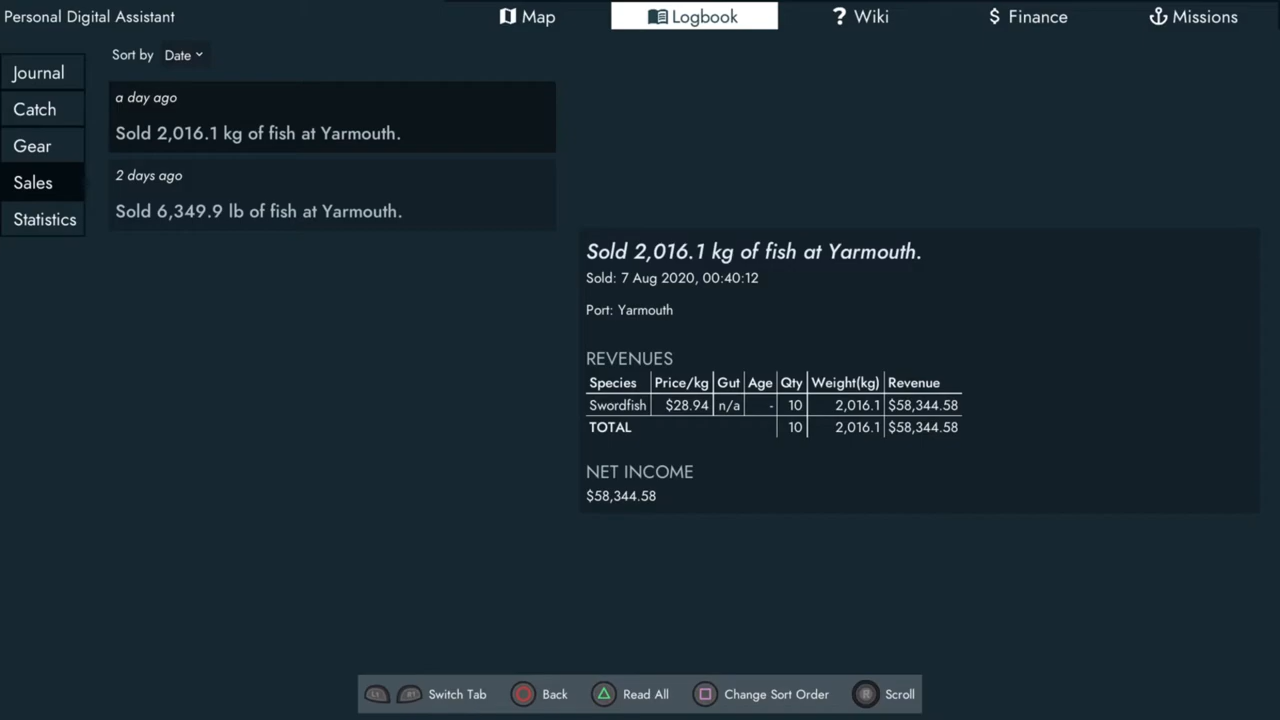 Personal Digital Assistant
Map
Logbook
? Wiki
$ Finance
Missions
Sort by Date
Journal
Catch
Gear
Sales
Statistics
a day ago
Sold 2,016.1 kg of fish at Yarmouth.
2 days ago
Sold 6,349.9 lb of fish at Yarmouth.
Sold 2,016.1 kg of fish at Yarmouth.
Sold: 7 Aug 2020, 00:40:12
Port: Yarmouth
REVENUES
Species Price/kg Gut Age Qty Weight(kg) Revenue
Swordfish $28.94 n/a - 10 2,016.1 $58,344.58
TOTAL 10 2,016.1 $58,344.58
NET INCOME
$58,344.58
L1 R1 Switch Tab Back Read All Change Sort Order R Scroll